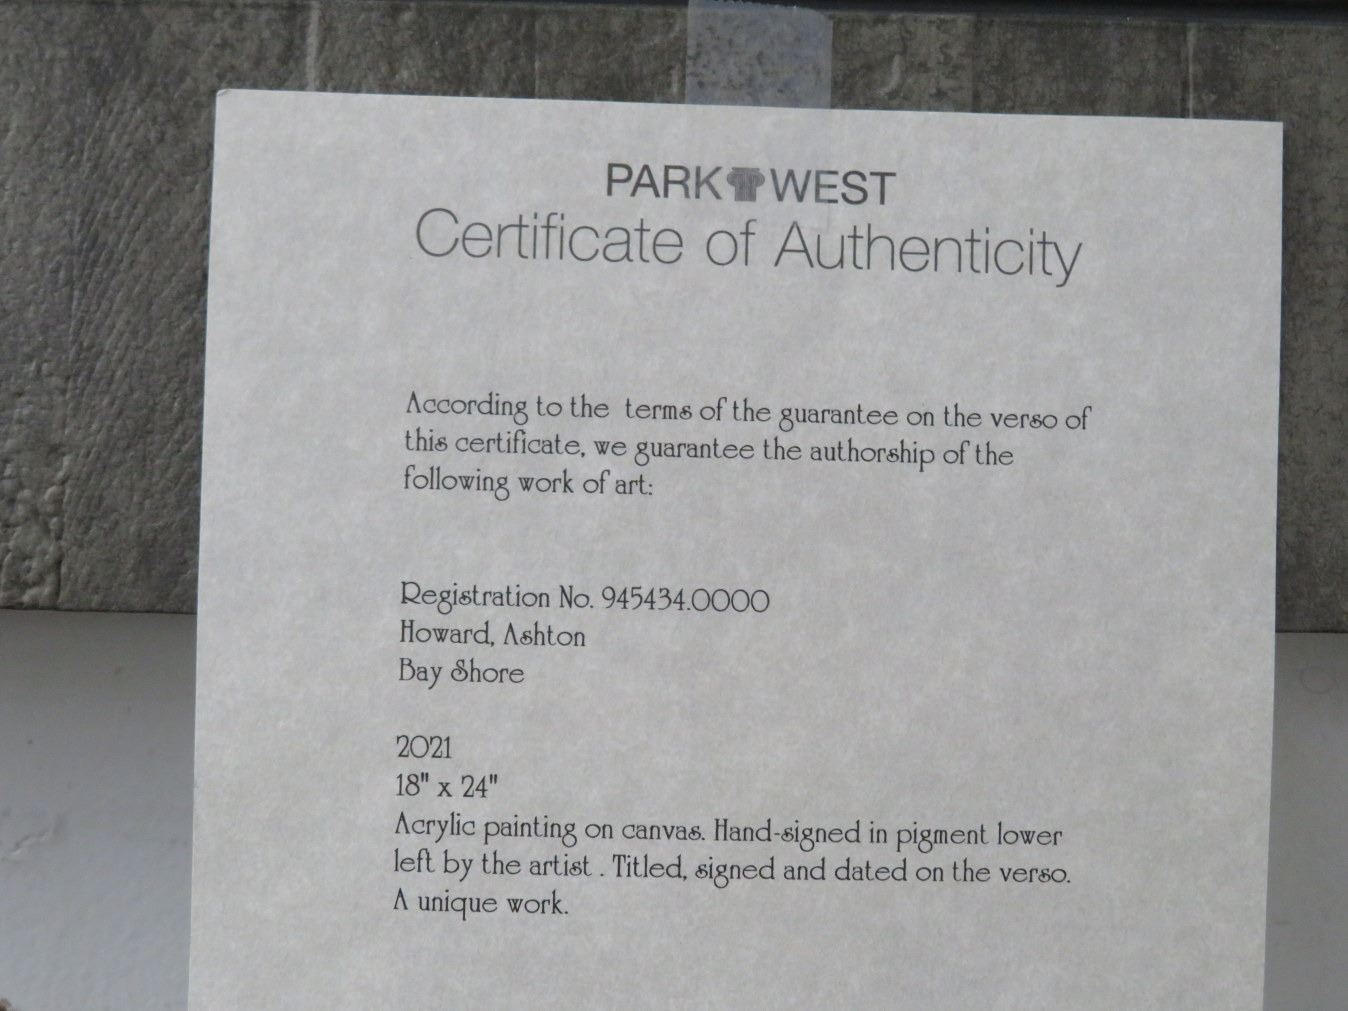 PARK WEST
Certificate of Authenticity
According to the terms of the guarantee on the verso of
this certificate, we guarantee the authorship of the
following work of art:
Registration No. 945434.0000
Howard, Ashton
Bay Shore
2021
18" x 24"
Acrylic painting on canvas. Hand-signed in pigment lower
left by the artist . Titled, signed and dated on the verso.
A unique work.